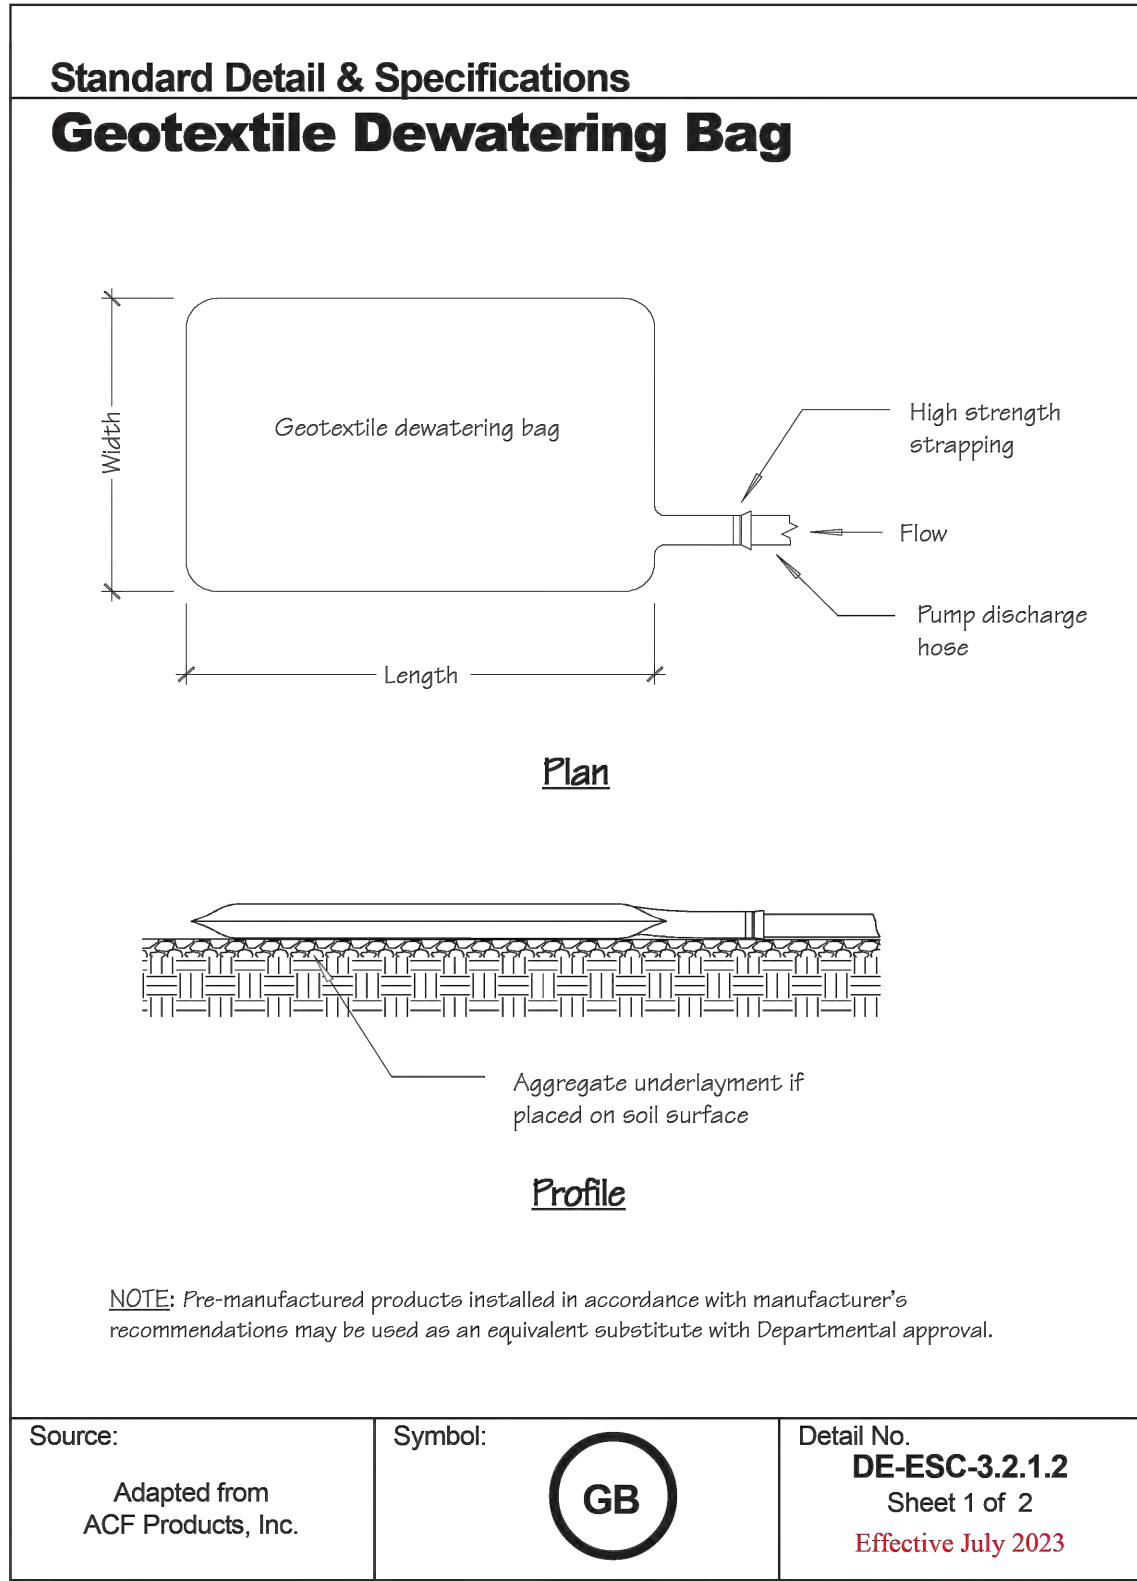 Standard Detail & Specifications
Geotextile Dewatering Bag
Geotextile dewatering bag
Width
Length
High strength
strapping
Flow
Pump discharge
hose
Plan
Aggregate underlayment if
placed on soil surface
Profile
NOTE: Pre-manufactured products installed in accordance with manufacturer's
recommendations may be used as an equivalent substitute with Departmental approval.
Source:
Adapted from
ACF Products, Inc.
Symbol:
GB
Detail No.
DE-ESC-3.2.1.2
Sheet 1 of 2
Effective July 2023